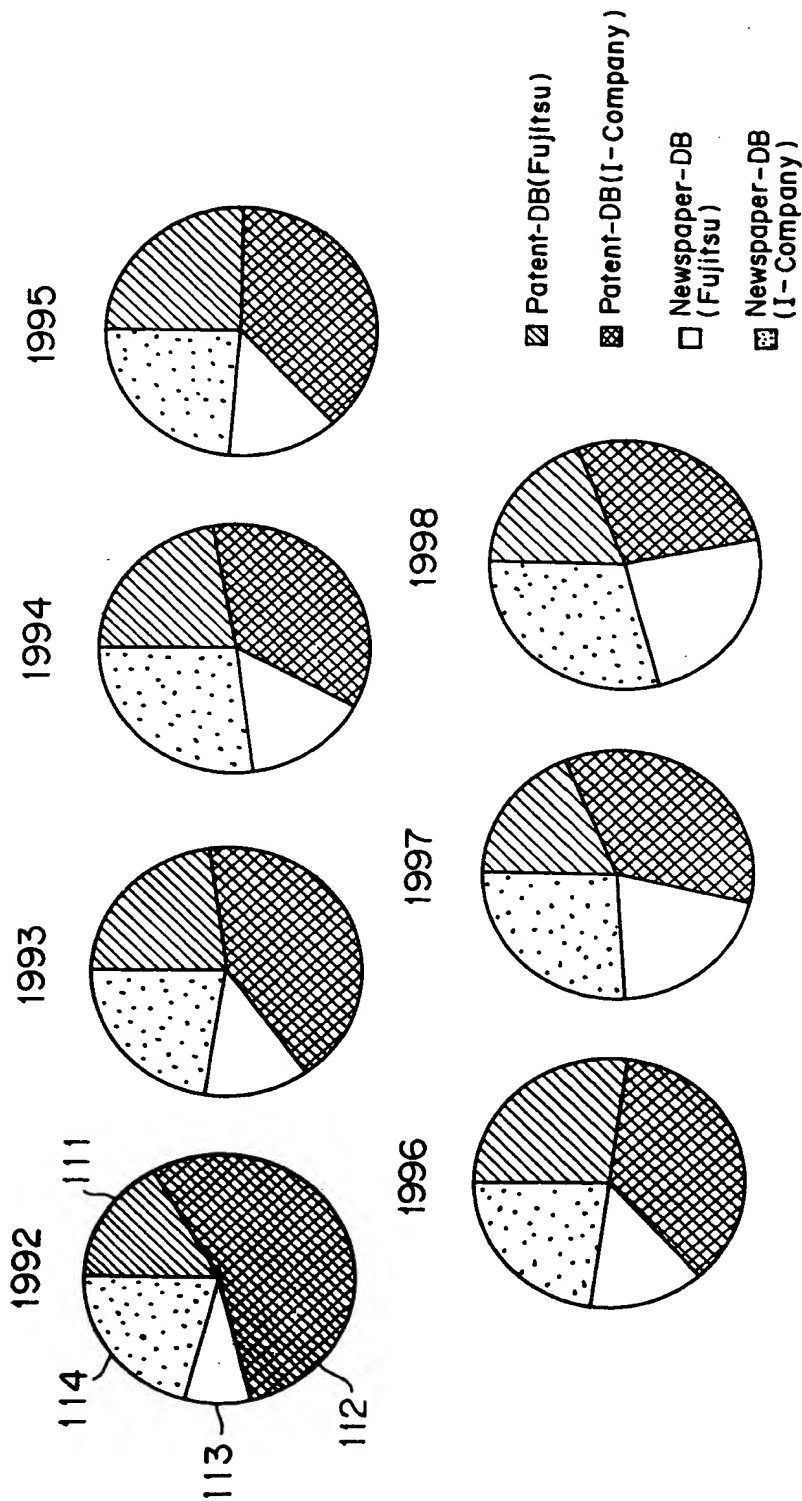 1992
1993
1994
1995
111
114
113
112
1996
1997
1998
Patent-DB(Fujitsu)
Patent-DB(I-Company)
Newspaper-DB
(Fujitsu)
Newspaper-DB
(I-Company)